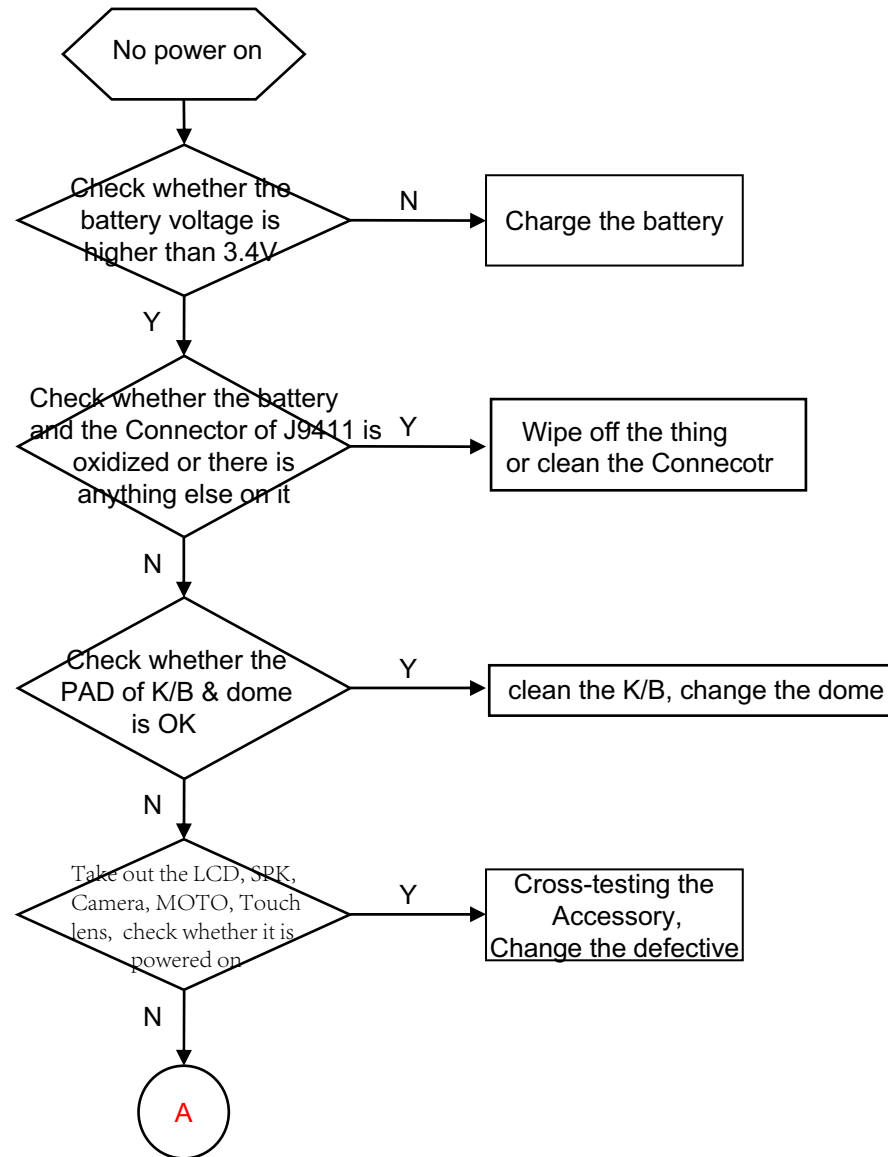 No power on
Check whether the
battery voltage is
higher than 3.4V
N
Charge the battery
Y
Check whether the battery
and the Connector of J9411 is
oxidized or there is
anything else on it
Y
Wipe off the thing
or clean the Connecotr
N
Check whether the
PAD of K/B & dome
is OK
Y
clean the K/B, change the dome
N
Take out the LCD, SPK,
Camera, MOTO, Touch
lens, check whether it is
powered on
Y
Cross-testing the
Accessory,
Change the defective
N
A